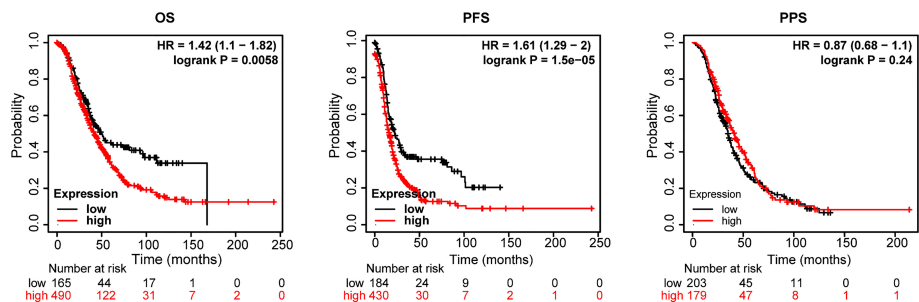 OS
HR = 1.42 (1.1 − 1.82)
logrank P = 0.0058
Probability
1.0
0.8
0.6
0.4
0.2
0.0
Expression
low
high
0 50 100 150 200 250
Time (months)
Number at risk
low 165 44 17 1 0 0
high 490 122 31 7 2 0
PFS
HR = 1.61 (1.29 − 2)
logrank P = 1.5e−05
Probability
1.0
0.8
0.6
0.4
0.2
0.0
Expression
low
high
0 50 100 150 200 250
Time (months)
Number at risk
low 184 24 9 0 0 0
high 430 30 7 2 1 0
PPS
HR = 0.87 (0.68 − 1.1)
logrank P = 0.24
Probability
1.0
0.8
0.6
0.4
0.2
0.0
Expression
low
high
0 50 100 150 200
Time (months)
Number at risk
low 203 45 11 0 0
high 179 47 8 1 1